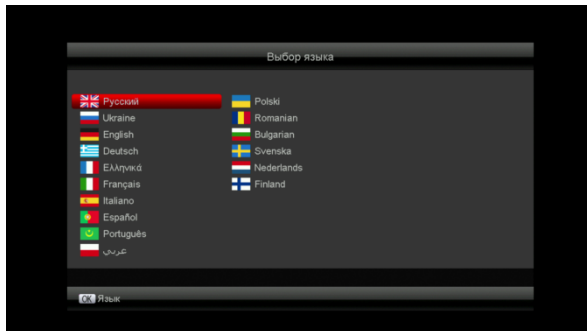 Выбор языка
Русский
Ukraine
English
Deutsch
Ελληνικά
Français
Italiano
Español
Português
عربي
Polski
Romanian
Bulgarian
Svenska
Nederlands
Finland
OK Язык